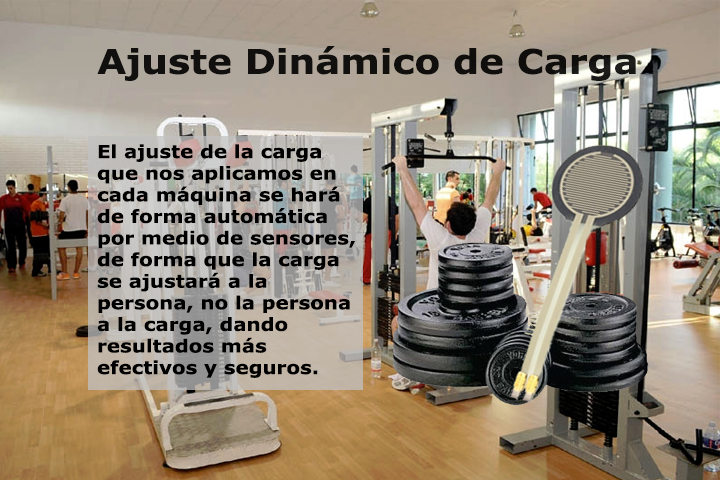 Ajuste Dinámico de Carga
El ajuste de la carga
que nos aplicamos en
cada máquina se hará
de forma automática
por medio de sensores,
de forma que la carga
se ajustará a la
persona, no la persona
a la carga, dando
resultados más
efectivos y seguros.